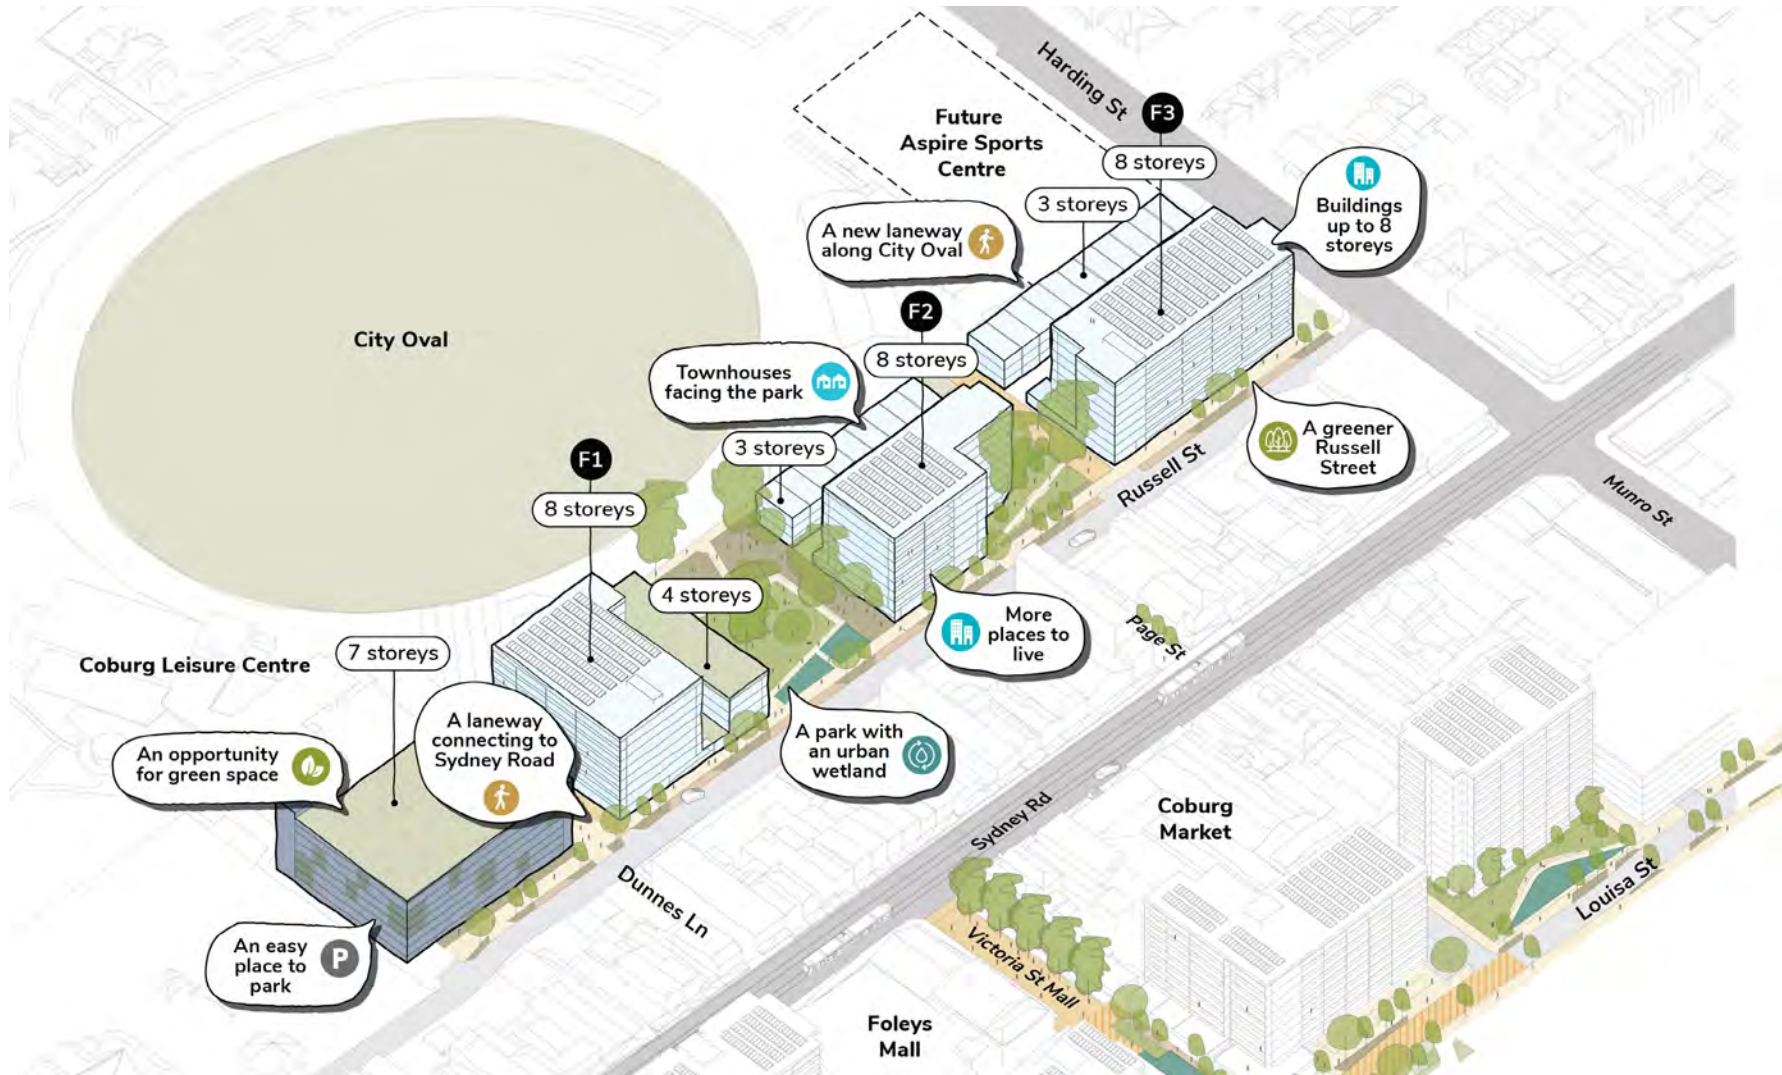 Harding St
F3
Future
Aspire Sports
Centre
8 storeys
3 storeys
Buildings
up to 8
storeys
A new laneway
along City Oval
F2
8 storeys
City Oval
Townhouses
facing the park
3 storeys
A greener
Russell
Street
Russell St
Munro St
F1
8 storeys
4 storeys
More
places to
live
Page St
7 storeys
Coburg Leisure Centre
A laneway
connecting to
Sydney Road
An opportunity
for green space
A park with
an urban
wetland
Sydney Rd
Coburg
Market
Dunnes Ln
Louisa St
An easy
place to
park
P
Victoria St Mall
Foleys
Mall